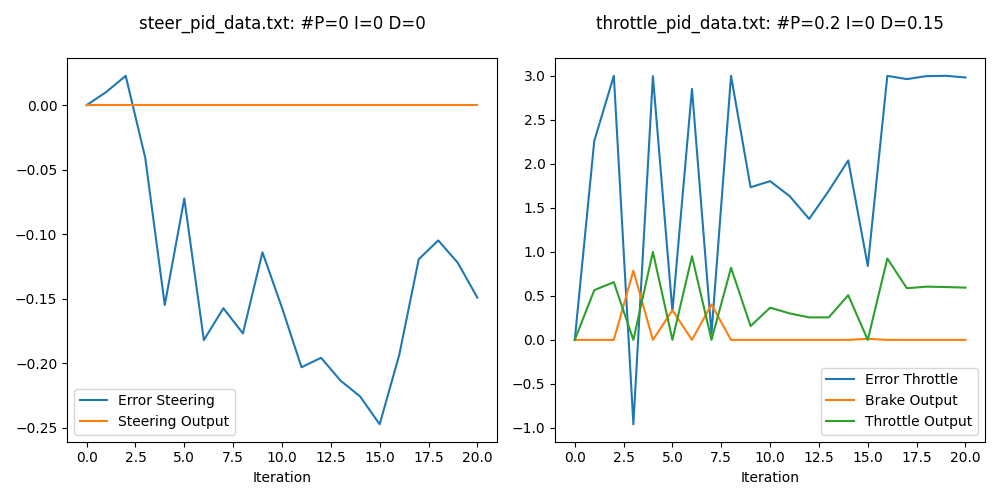 steer_pid_data.txt: #P=0 I=0 D=0
0.00
−0.05
−0.10
−0.15
−0.20
−0.25
0.0 2.5 5.0 7.5 10.0 12.5 15.0 17.5 20.0
Iteration
Error Steering
Steering Output
throttle_pid_data.txt: #P=0.2 I=0 D=0.15
3.0
2.5
2.0
1.5
1.0
0.5
0.0
−0.5
−1.0
0.0 2.5 5.0 7.5 10.0 12.5 15.0 17.5 20.0
Iteration
Error Throttle
Brake Output
Throttle Output